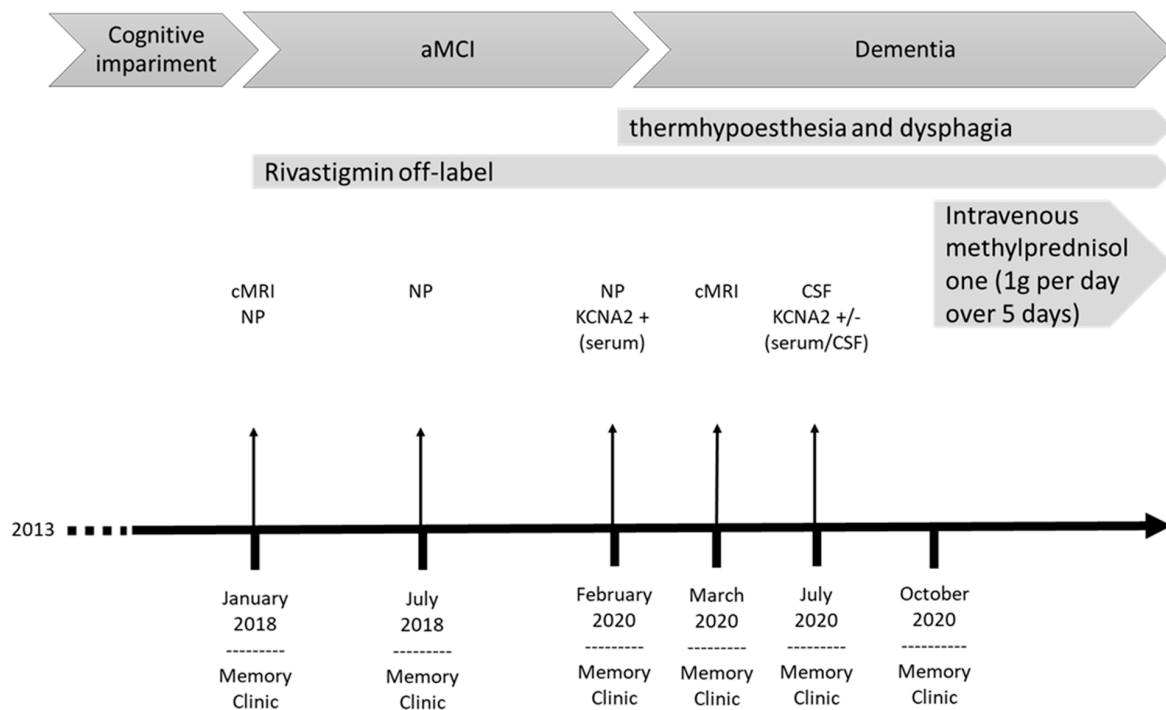 Cognitive
impariment
aMCI
Dementia
thermhypoesthesia and dysphagia
Rivastigmin off-label
Intravenous
methylprednisol
one (1g per day
over 5 days)
cMRI
NP
NP
NP
KCNA2 +
(serum)
cMRI
CSF
KCNA2 +/-
(serum/CSF)
2013
January
2018
---------
Memory
Clinic
July
2018
---------
Memory
Clinic
February
2020
---------
Memory
Clinic
March
2020
---------
Memory
Clinic
July
2020
---------
Memory
Clinic
October
2020
---------
Memory
Clinic